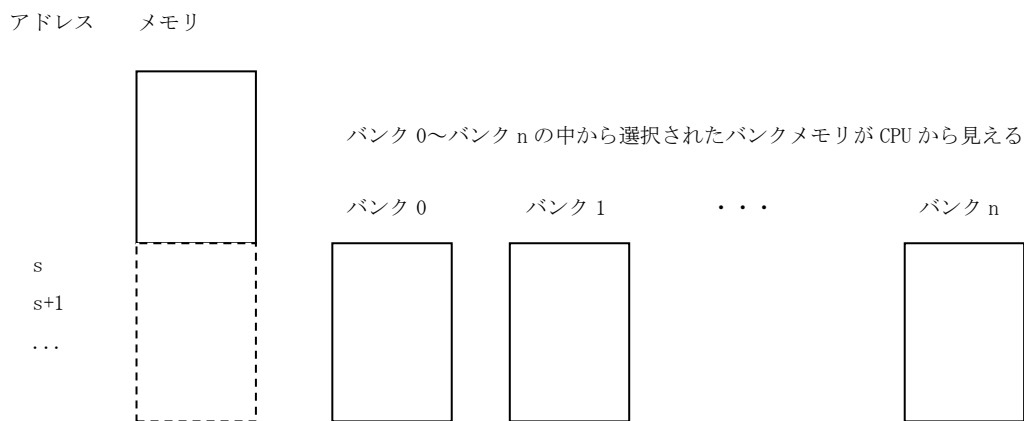 アドレス メモリ
バンク 0～バンク n の中から選択されたバンクメモリが CPU から見える
バンク 0 バンク 1 ・・・ バンク n
s
s+1
...